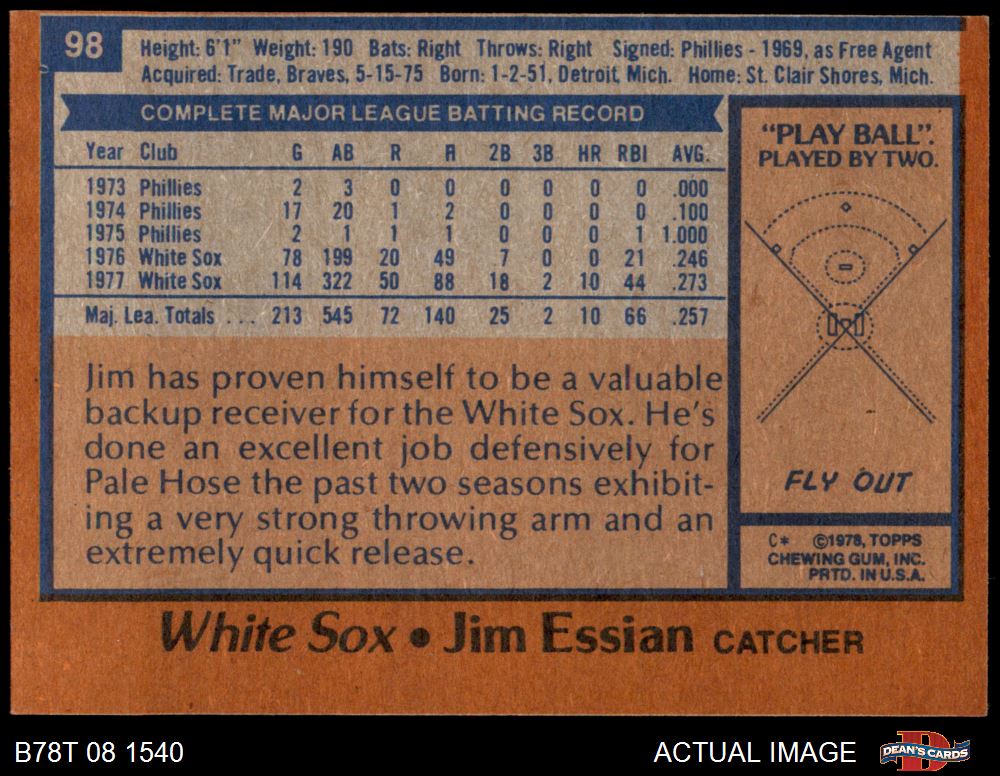 98
Height: 6'1" Weight: 190 Bats: Right Throws: Right Signed: Phillies - 1969, as Free Agent
Acquired: Trade, Braves, 5-15-75 Born: 1-2-51, Detroit, Mich. Home: St. Clair Shores, Mich.
COMPLETE MAJOR LEAGUE BATTING RECORD
Year Club G AB R H 2B 3B HR RBI AVG.
1973 Phillies 2 3 0 0 0 0 0 0 .000
1974 Phillies 17 20 1 2 0 0 0 0 .100
1975 Phillies 2 1 1 1 0 0 0 1 1.000
1976 White Sox 78 199 20 49 7 0 0 21 .246
1977 White Sox 114 322 50 88 18 2 10 44 .273
Maj. Lea. Totals ... 213 545 72 140 25 2 10 66 .257
Jim has proven himself to be a valuable
backup receiver for the White Sox. He's
done an excellent job defensively for
Pale Hose the past two seasons exhibit-
ing a very strong throwing arm and an
extremely quick release.
"PLAY BALL".
PLAYED BY TWO.
FLY OUT
C* ©1978, TOPPS
CHEWING GUM, INC.
PRTD. IN U.S.A.
White Sox • Jim Essian CATCHER
B78T 08 1540
ACTUAL IMAGE
DEAN'S CARDS